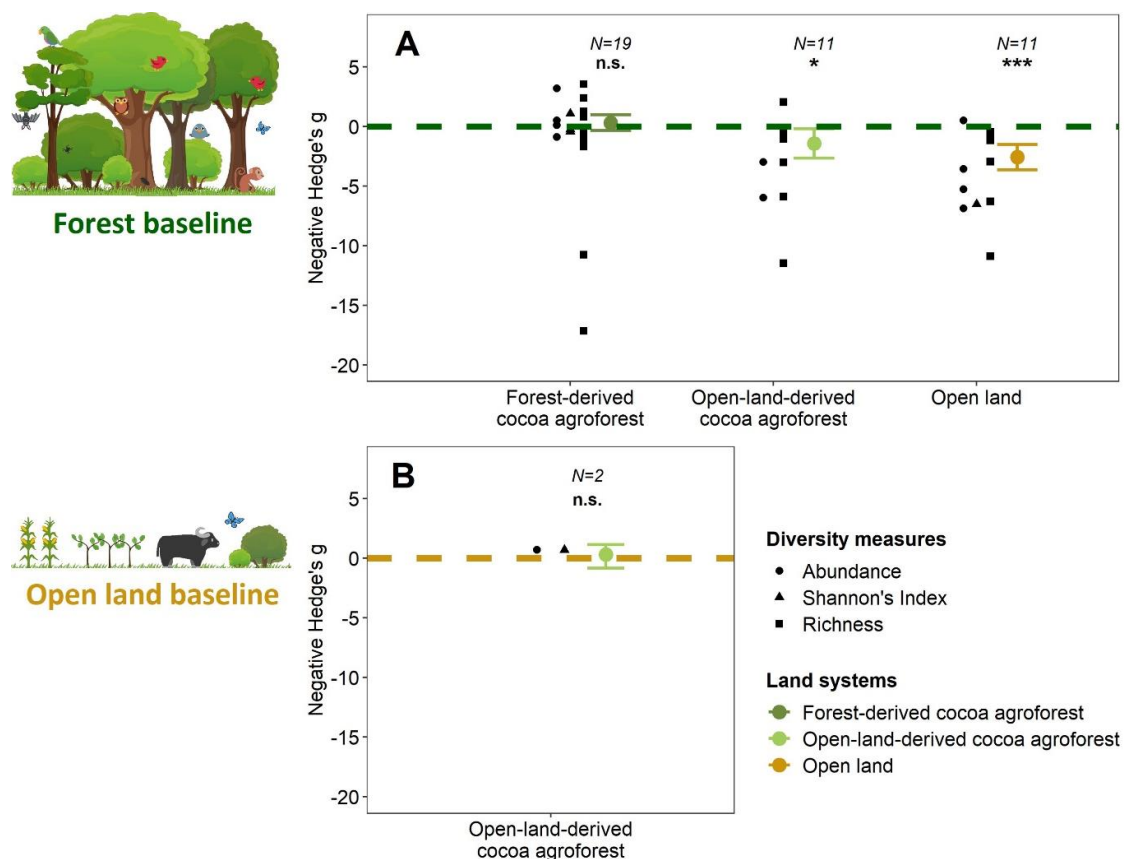 A
N=19
n.s.
N=11
*
N=11
***
Negative Hedge's g
5
0
-5
-10
-15
-20
Forest baseline
Forest-derived
cocoa agroforest
Open-land-derived
cocoa agroforest
Open land
B
N=2
n.s.
Negative Hedge's g
5
0
-5
-10
-15
-20
Open land baseline
Open-land-derived
cocoa agroforest
Diversity measures
Abundance
Shannon's Index
Richness
Land systems
Forest-derived cocoa agroforest
Open-land-derived cocoa agroforest
Open land